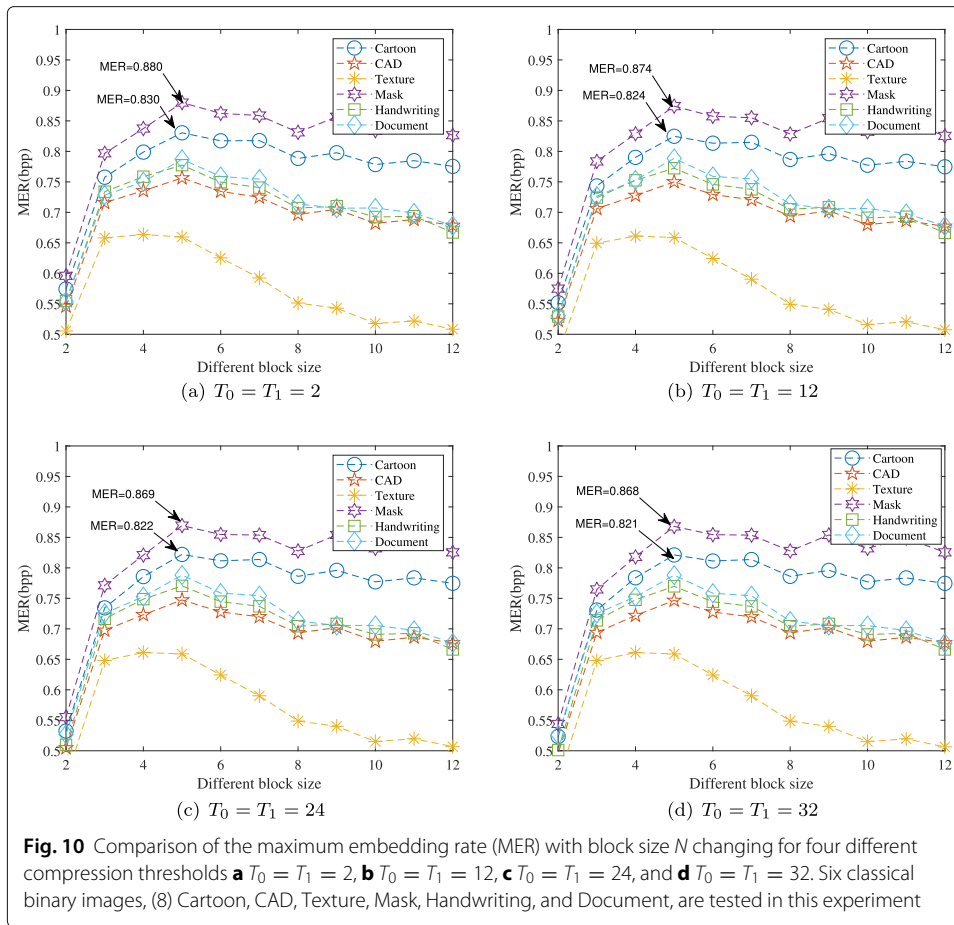 1
0.95
0.9
0.85
0.8
0.75
0.7
0.65
0.6
0.55
0.5
MER(bpp)
MER=0.880
MER=0.830
Cartoon
CAD
Texture
Mask
Handwriting
Document
2 4 6 8 10 12
Different block size
(a) T₀ = T₁ = 2
1
0.95
0.9
0.85
0.8
0.75
0.7
0.65
0.6
0.55
0.5
MER(bpp)
MER=0.874
MER=0.824
Cartoon
CAD
Texture
Mask
Handwriting
Document
2 4 6 8 10 12
Different block size
(b) T₀ = T₁ = 12
1
0.95
0.9
0.85
0.8
0.75
0.7
0.65
0.6
0.55
0.5
MER(bpp)
MER=0.869
MER=0.822
Cartoon
CAD
Texture
Mask
Handwriting
Document
2 4 6 8 10 12
Different block size
(c) T₀ = T₁ = 24
1
0.95
0.9
0.85
0.8
0.75
0.7
0.65
0.6
0.55
0.5
MER(bpp)
MER=0.868
MER=0.821
Cartoon
CAD
Texture
Mask
Handwriting
Document
2 4 6 8 10 12
Different block size
(d) T₀ = T₁ = 32
Fig. 10 Comparison of the maximum embedding rate (MER) with block size N changing for four different
compression thresholds a T₀ = T₁ = 2, b T₀ = T₁ = 12, c T₀ = T₁ = 24, and d T₀ = T₁ = 32. Six classical
binary images, (8) Cartoon, CAD, Texture, Mask, Handwriting, and Document, are tested in this experiment